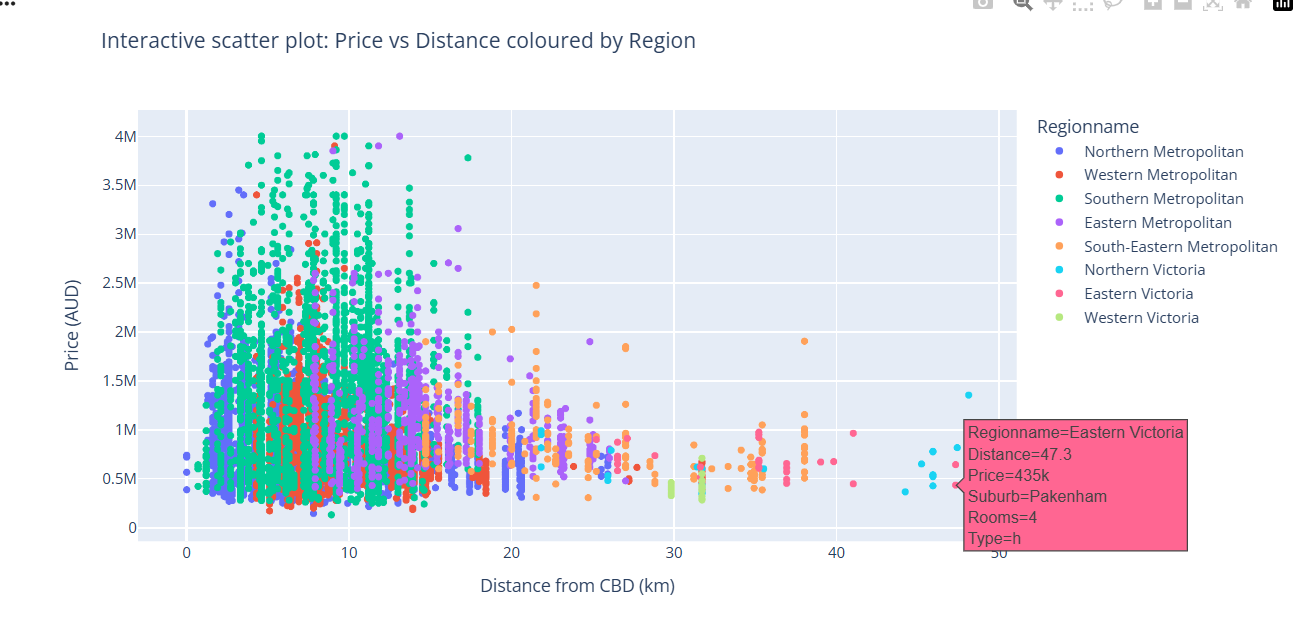 Interactive scatter plot: Price vs Distance coloured by Region
Regionname
Northern Metropolitan
Western Metropolitan
Southern Metropolitan
Eastern Metropolitan
South-Eastern Metropolitan
Northern Victoria
Eastern Victoria
Western Victoria
Price (AUD)
4M
3.5M
3M
2.5M
2M
1.5M
1M
0.5M
0
Regionname=Eastern Victoria
Distance=47.3
Price=435k
Suburb=Pakenham
Rooms=4
Type=h
0 10 20 30 40 50
Distance from CBD (km)